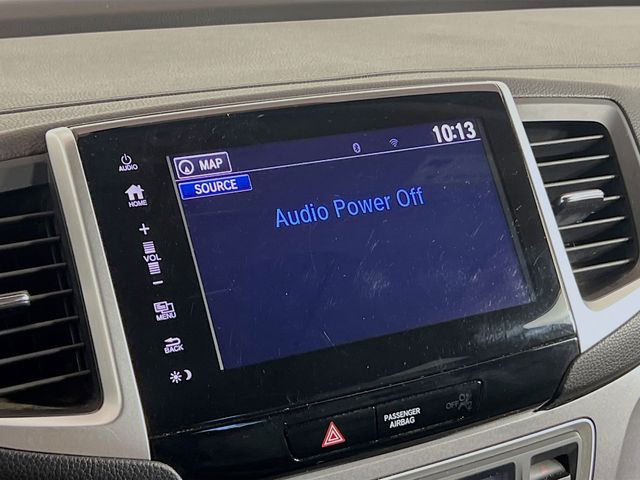 AUDIO
HOME
+
VOL
−
MENU
BACK
MAP
SOURCE
10:13
Audio Power Off
PASSENGER
AIRBAG
OFF